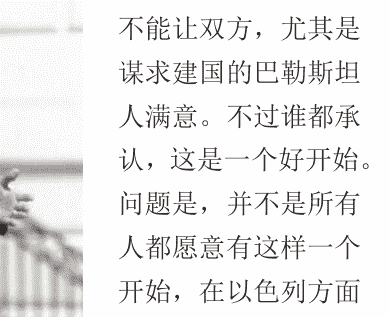 不能让双方，尤其是
谋求建国的巴勒斯坦
人满意。不过谁都承
认，这是一个好开始。
问题是，并不是所有
人都愿意有这样一个
开始，在以色列方面